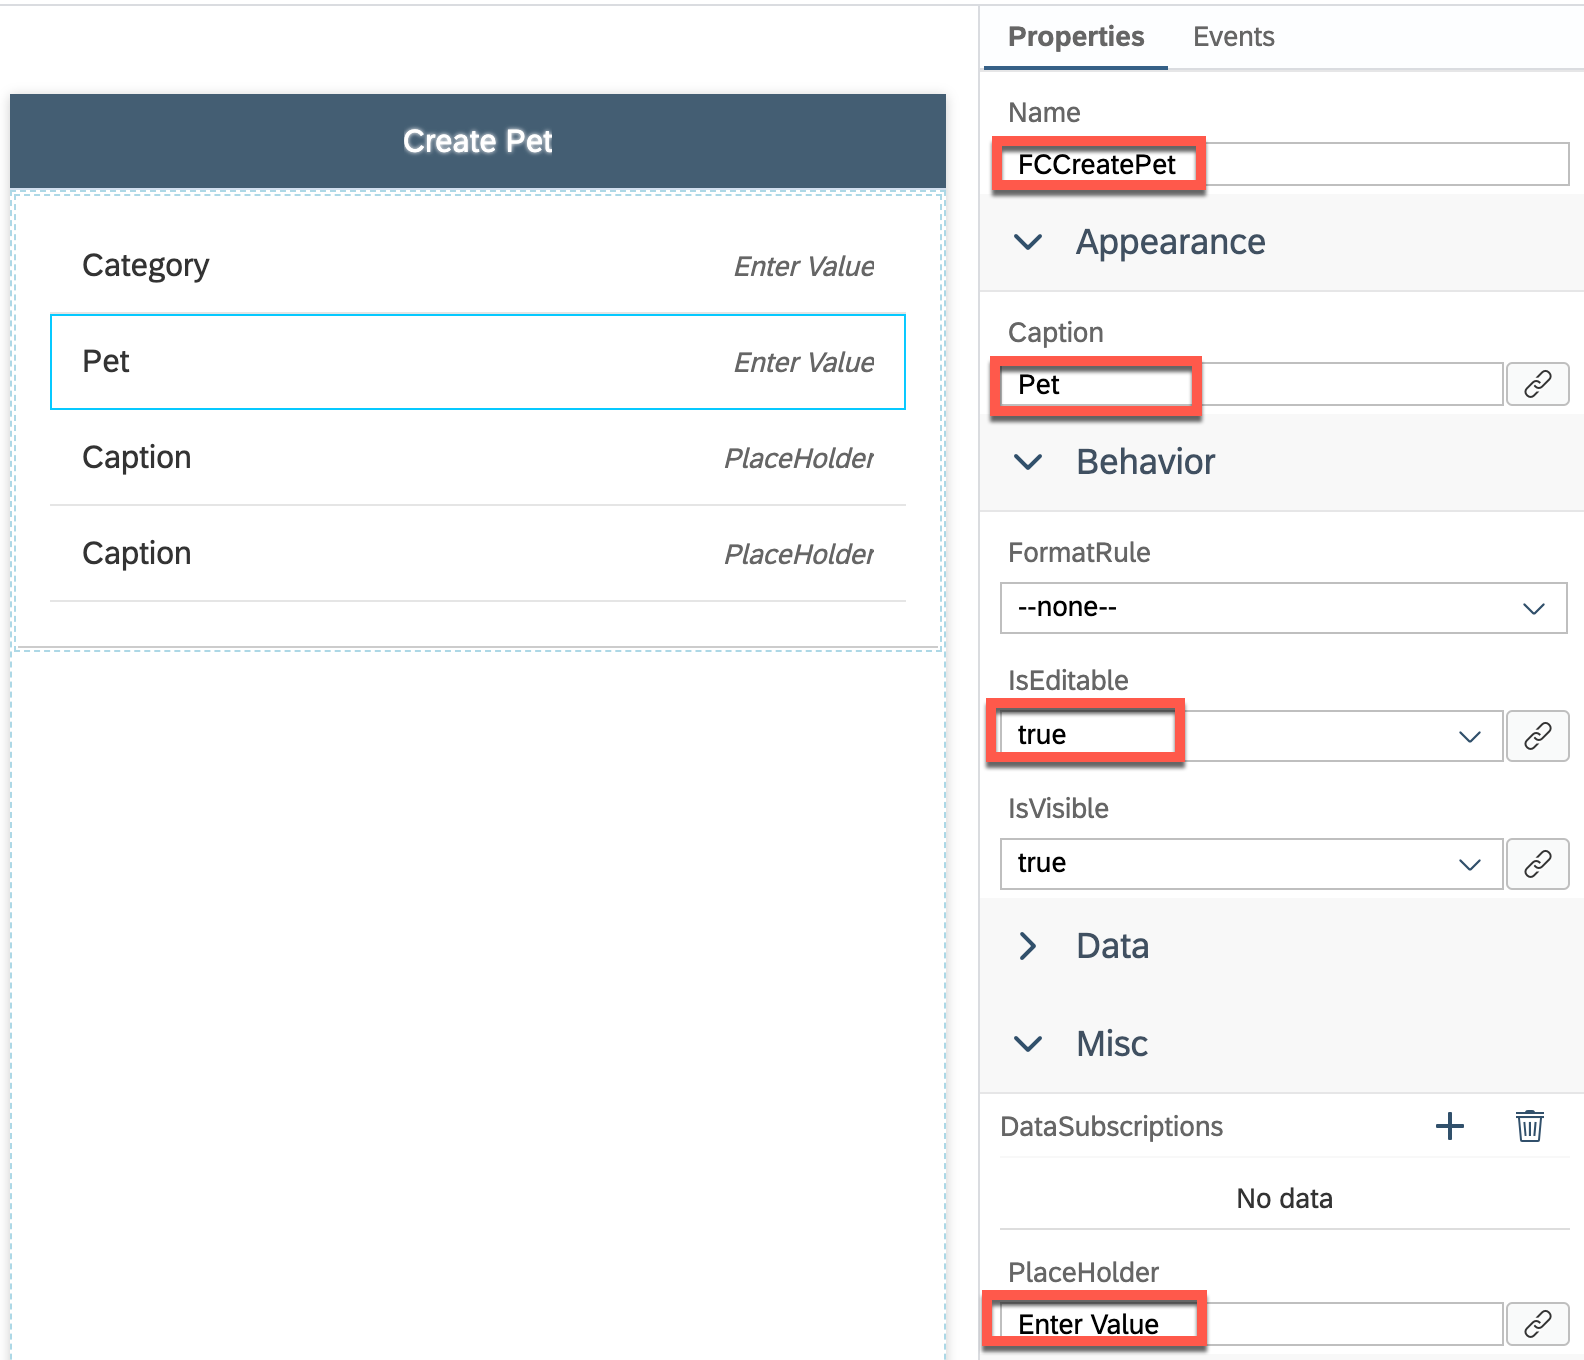 Create Pet
Category Enter Value
Pet Enter Value
Caption PlaceHolder
Caption PlaceHolder
Properties Events
Name
FCCreatePet
Appearance
Caption
Pet
Behavior
FormatRule
--none--
IsEditable
true
IsVisible
true
Data
Misc
DataSubscriptions
No data
PlaceHolder
Enter Value